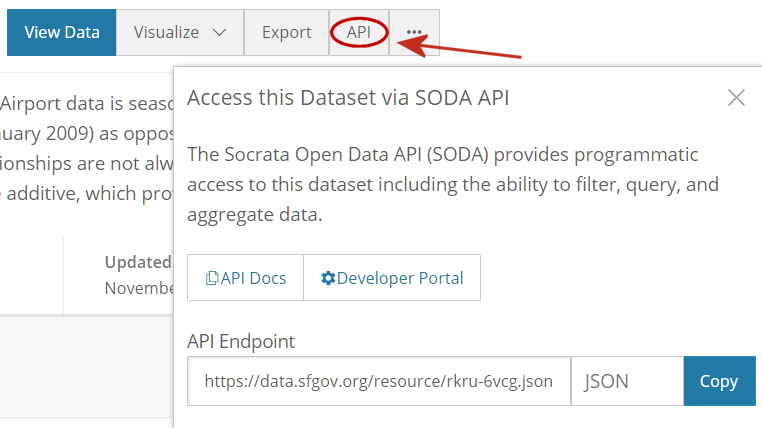 View Data Visualize Export API ...
Access this Dataset via SODA API
Airport data is seaso
The Socrata Open Data API (SODA) provides programmatic
nuary 2009) as oppos
access to this dataset including the ability to filter, query, and
ionships are not alw
aggregate data.
additive, which prov
API Docs Developer Portal
Updated
Novembe
API Endpoint
https://data.sfgov.org/resource/rkru-6vcg.json JSON Copy